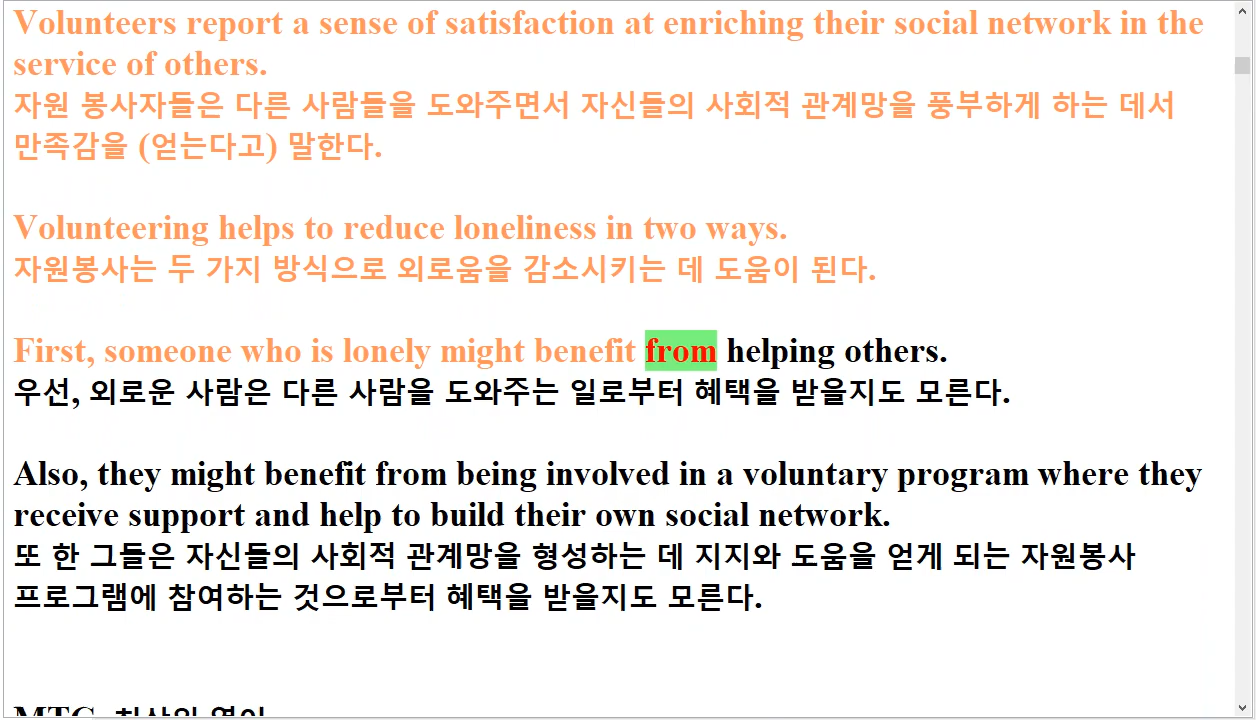 Volunteers report a sense of satisfaction at enriching their social network in the
service of others.
자원 봉사자들은 다른 사람들을 도와주면서 자신들의 사회적 관계망을 풍부하게 하는 데서
만족감을 (얻는다고) 말한다.
Volunteering helps to reduce loneliness in two ways.
자원봉사는 두 가지 방식으로 외로움을 감소시키는 데 도움이 된다.
First, someone who is lonely might benefit from helping others.
우선, 외로운 사람은 다른 사람을 도와주는 일로부터 혜택을 받을지도 모른다.
Also, they might benefit from being involved in a voluntary program where they
receive support and help to build their own social network.
또 한 그들은 자신들의 사회적 관계망을 형성하는 데 지지와 도움을 얻게 되는 자원봉사
프로그램에 참여하는 것으로부터 혜택을 받을지도 모른다.